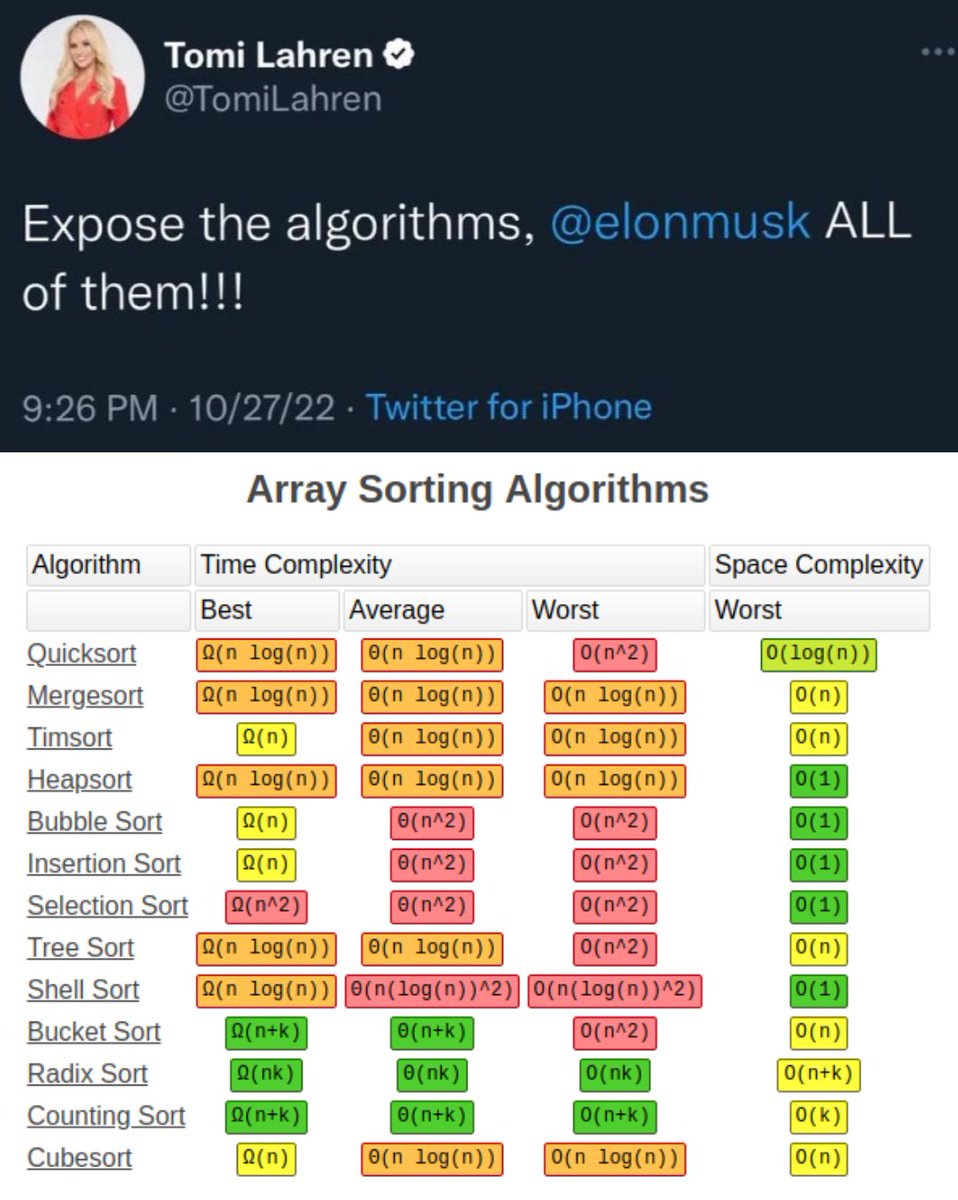 Tomi Lahren
@TomiLahren
Expose the algorithms, @elonmusk ALL
of them!!!
9:26 PM · 10/27/22 · Twitter for iPhone
Array Sorting Algorithms
Algorithm Time Complexity Space Complexity
Best Average Worst Worst
Quicksort Ω(n log(n)) Θ(n log(n)) O(n^2) O(log(n))
Mergesort Ω(n log(n)) Θ(n log(n)) O(n log(n)) O(n)
Timsort Ω(n) Θ(n log(n)) O(n log(n)) O(n)
Heapsort Ω(n log(n)) Θ(n log(n)) O(n log(n)) O(1)
Bubble Sort Ω(n) Θ(n^2) O(n^2) O(1)
Insertion Sort Ω(n) Θ(n^2) O(n^2) O(1)
Selection Sort Ω(n^2) Θ(n^2) O(n^2) O(1)
Tree Sort Ω(n log(n)) Θ(n log(n)) O(n^2) O(n)
Shell Sort Ω(n log(n)) Θ(n(log(n))^2) O(n(log(n))^2) O(1)
Bucket Sort Ω(n+k) Θ(n+k) O(n^2) O(n)
Radix Sort Ω(nk) Θ(nk) O(nk) O(n+k)
Counting Sort Ω(n+k) Θ(n+k) O(n+k) O(k)
Cubesort Ω(n) Θ(n log(n)) O(n log(n)) O(n)